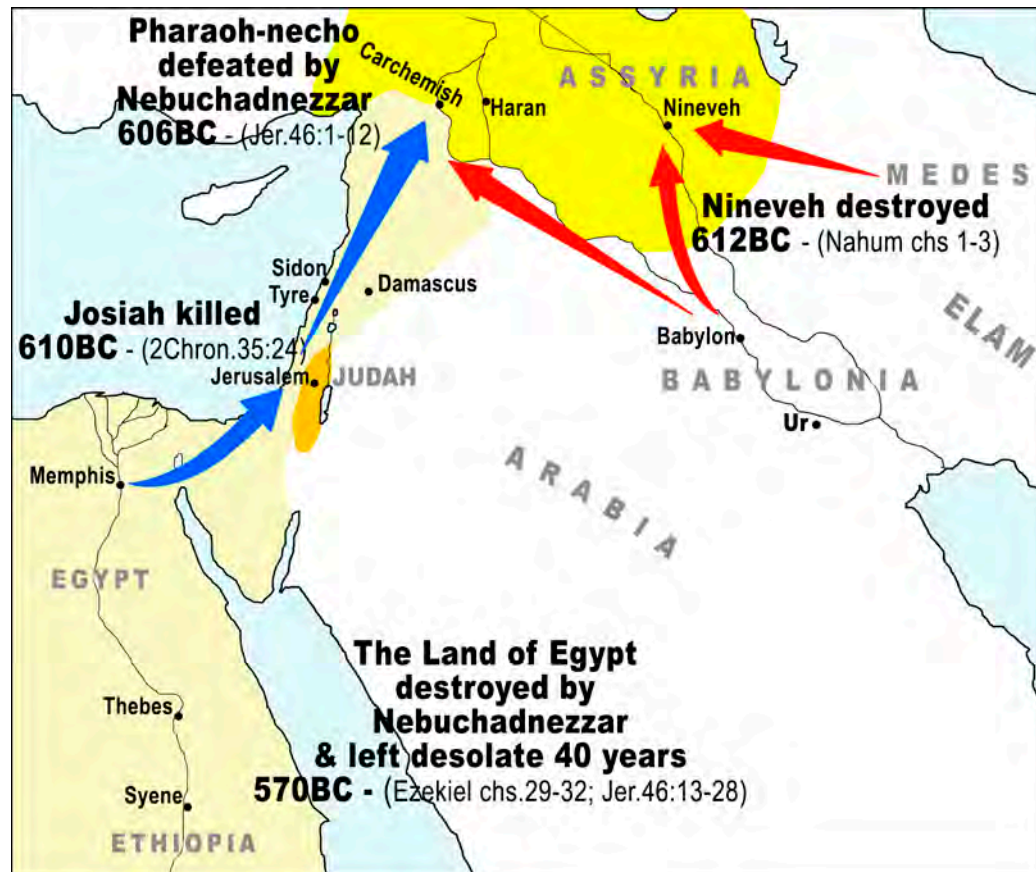 Pharaoh-necho
defeated by
Nebuchadnezzar
606BC - (Jer.46:1-12)
Carchemish
Haran
ASSYRIA
Nineveh
MEDES
Nineveh destroyed
612BC - (Nahum chs 1-3)
Sidon
Tyre
Damascus
Josiah killed
610BC - (2Chron.35:24)
Jerusalem
JUDAH
Babylon
BABYLONIA
ELAM
Ur
ARABIA
Memphis
EGYPT
The Land of Egypt
destroyed by
Nebuchadnezzar
& left desolate 40 years
570BC - (Ezekiel chs.29-32; Jer.46:13-28)
Thebes
Syene
ETHIOPIA